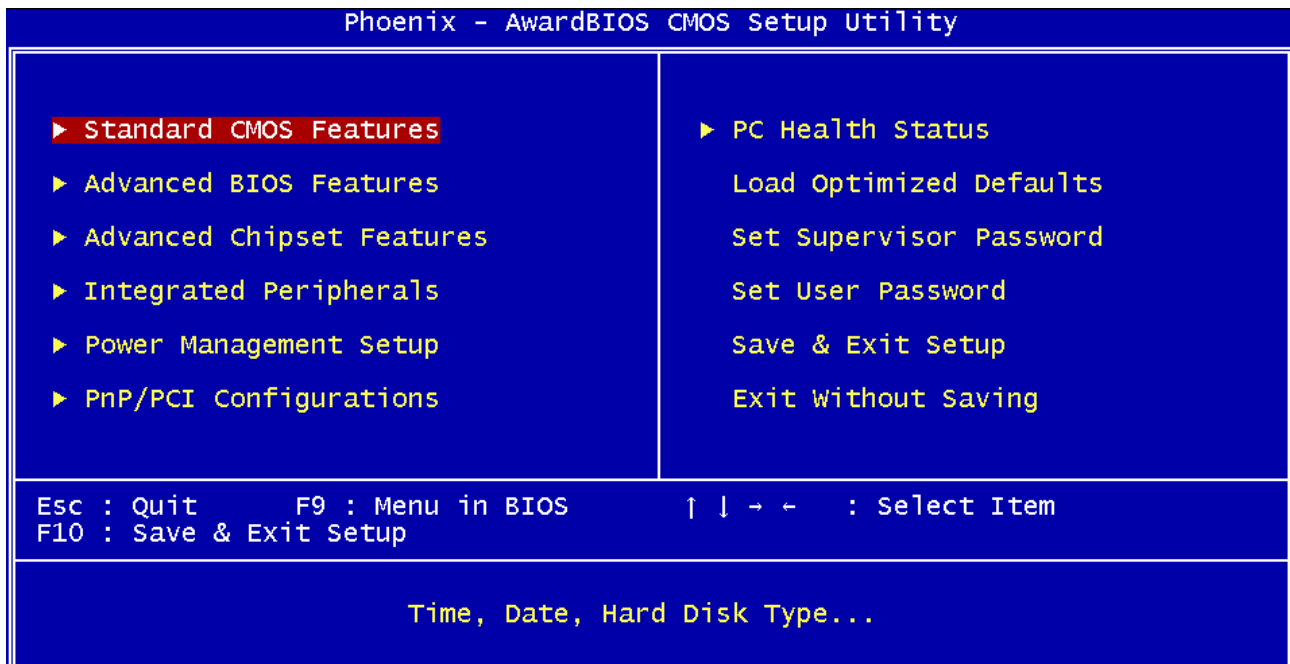 Phoenix - AwardBIOS CMOS Setup Utility
▶ Standard CMOS Features
▶ Advanced BIOS Features
▶ Advanced Chipset Features
▶ Integrated Peripherals
▶ Power Management Setup
▶ PnP/PCI Configurations
▶ PC Health Status
Load Optimized Defaults
Set Supervisor Password
Set User Password
Save & Exit Setup
Exit Without Saving
Esc : Quit F9 : Menu in BIOS ↑ ↓ → ← : Select Item
F10 : Save & Exit Setup
Time, Date, Hard Disk Type...